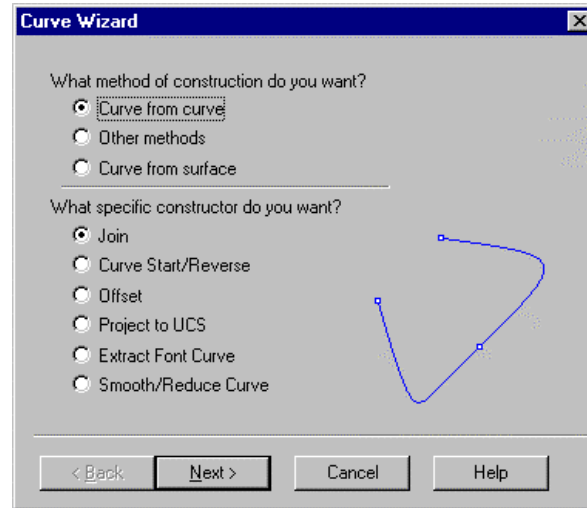 Curve Wizard
What method of construction do you want?
Curve from curve
Other methods
Curve from surface
What specific constructor do you want?
Join
Curve Start/Reverse
Offset
Project to UCS
Extract Font Curve
Smooth/Reduce Curve
< Back Next > Cancel Help